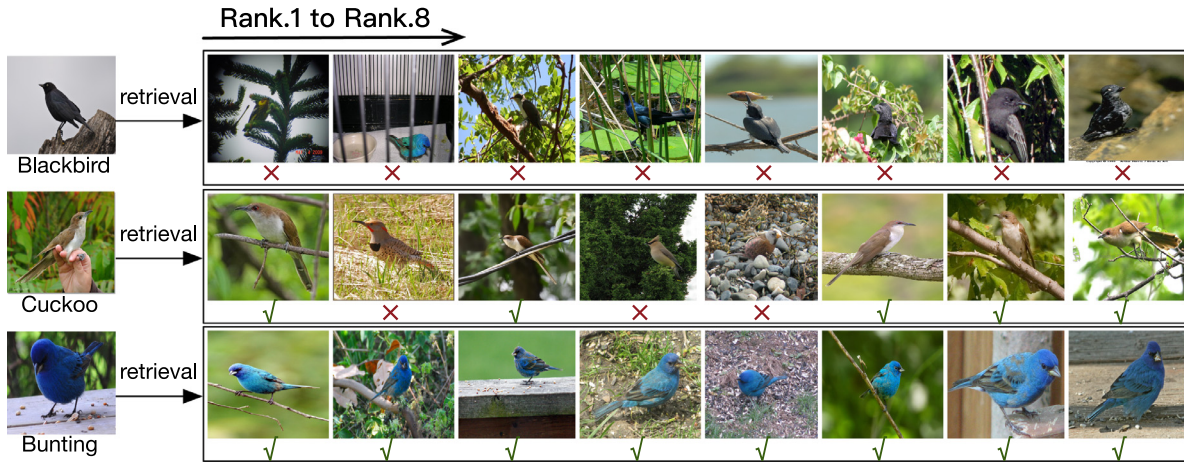 Rank.1 to Rank.8
retrieval
Blackbird
× × × × × × × ×
retrieval
Cuckoo
√ × √ × × √ √ √
retrieval
Bunting
√ √ √ √ √ √ √ √